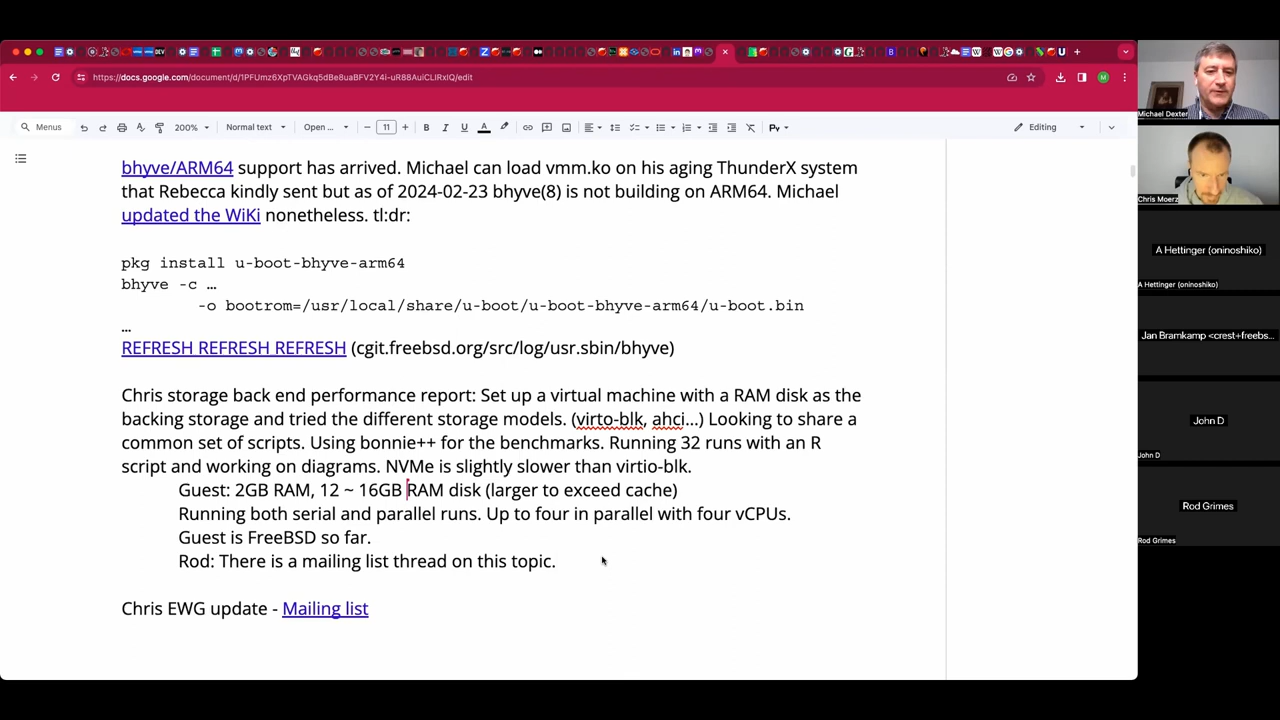 https://docs.google.com/document/d/1PFUmz6XpTVAGkq5dBe8uaBFV2Y4i-uR88AulCLIRxIQ/edit
Menus
200%
Normal text
Open ...
11
Editing
bhyve/ARM64 support has arrived. Michael can load vmm.ko on his aging ThunderX system
that Rebecca kindly sent but as of 2024-02-23 bhyve(8) is not building on ARM64. Michael
updated the WiKi nonetheless. tl:dr:
pkg install u-boot-bhyve-arm64
bhyve -c …
-o bootrom=/usr/local/share/u-boot/u-boot-bhyve-arm64/u-boot.bin
…
REFRESH REFRESH REFRESH (cgit.freebsd.org/src/log/usr.sbin/bhyve)
Chris storage back end performance report: Set up a virtual machine with a RAM disk as the
backing storage and tried the different storage models. (virto-blk, ahci...) Looking to share a
common set of scripts. Using bonnie++ for the benchmarks. Running 32 runs with an R
script and working on diagrams. NVMe is slightly slower than virtio-blk.
Guest: 2GB RAM, 12 ~ 16GB RAM disk (larger to exceed cache)
Running both serial and parallel runs. Up to four in parallel with four vCPUs.
Guest is FreeBSD so far.
Rod: There is a mailing list thread on this topic.
Chris EWG update - Mailing list
Michael Dexter
Chris Moerz
A Hettinger (oninoshiko)
A Hettinger (oninoshiko)
Jan Bramkamp <crest+freebs...
John D
John D
Rod Grimes
Rod Grimes